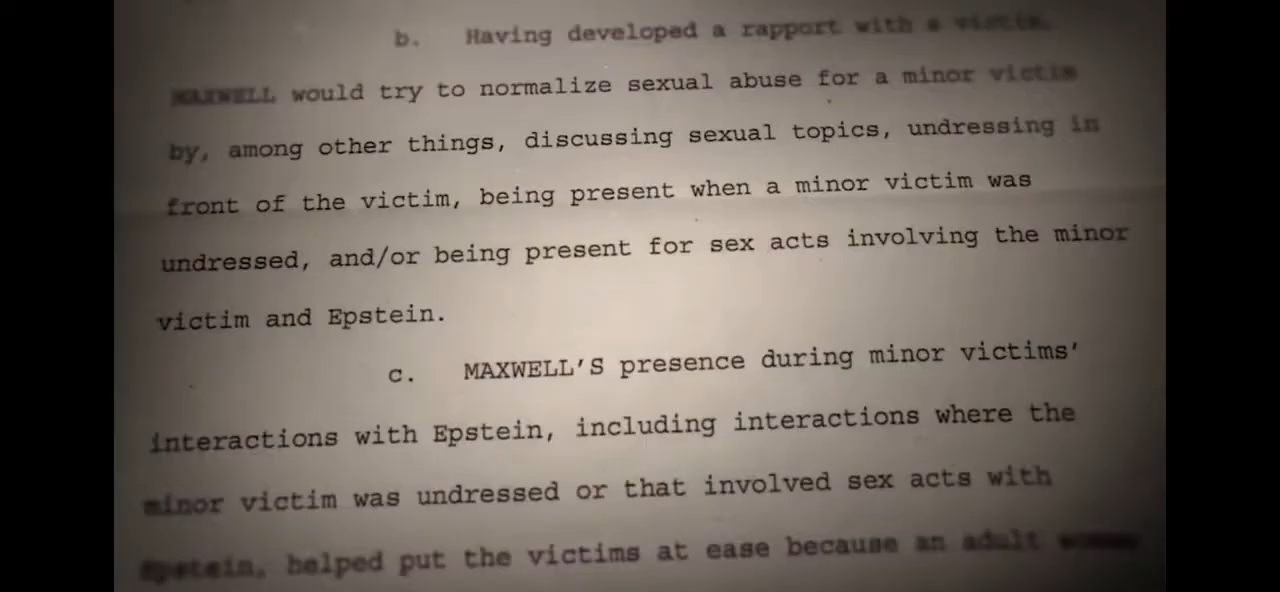 b. Having developed a rapport with a victim,
MAXWELL would try to normalize sexual abuse for a minor victim
by, among other things, discussing sexual topics, undressing in
front of the victim, being present when a minor victim was
undressed, and/or being present for sex acts involving the minor
victim and Epstein.
c. MAXWELL'S presence during minor victims'
interactions with Epstein, including interactions where the
minor victim was undressed or that involved sex acts with
Epstein, helped put the victims at ease because an adult woman